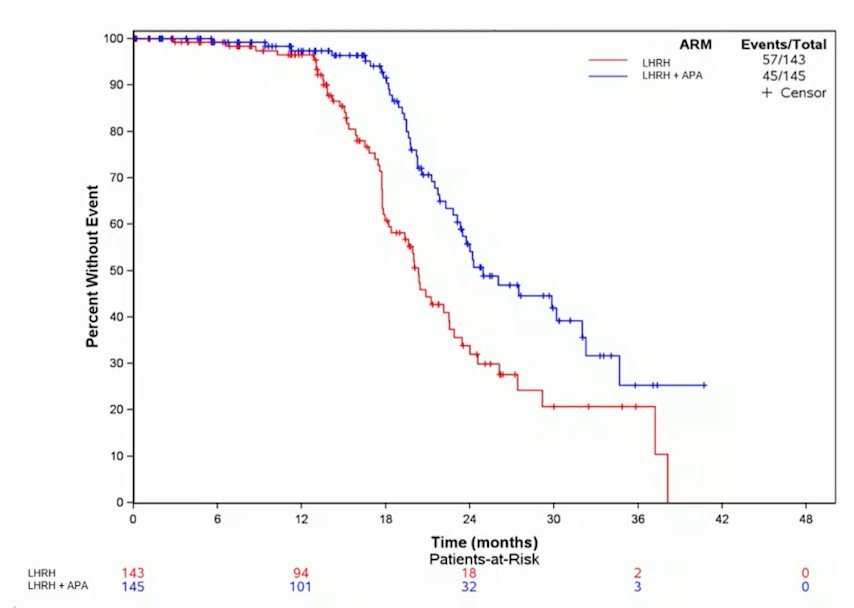 ARM Events/Total
LHRH 57/143
LHRH + APA 45/145
+ Censor
Percent Without Event
100
90
80
70
60
50
40
30
20
10
0
0 6 12 18 24 30 36 42 48
Time (months)
Patients-at-Risk
LHRH 143 94 18 2 0
LHRH + APA 145 101 32 3 0